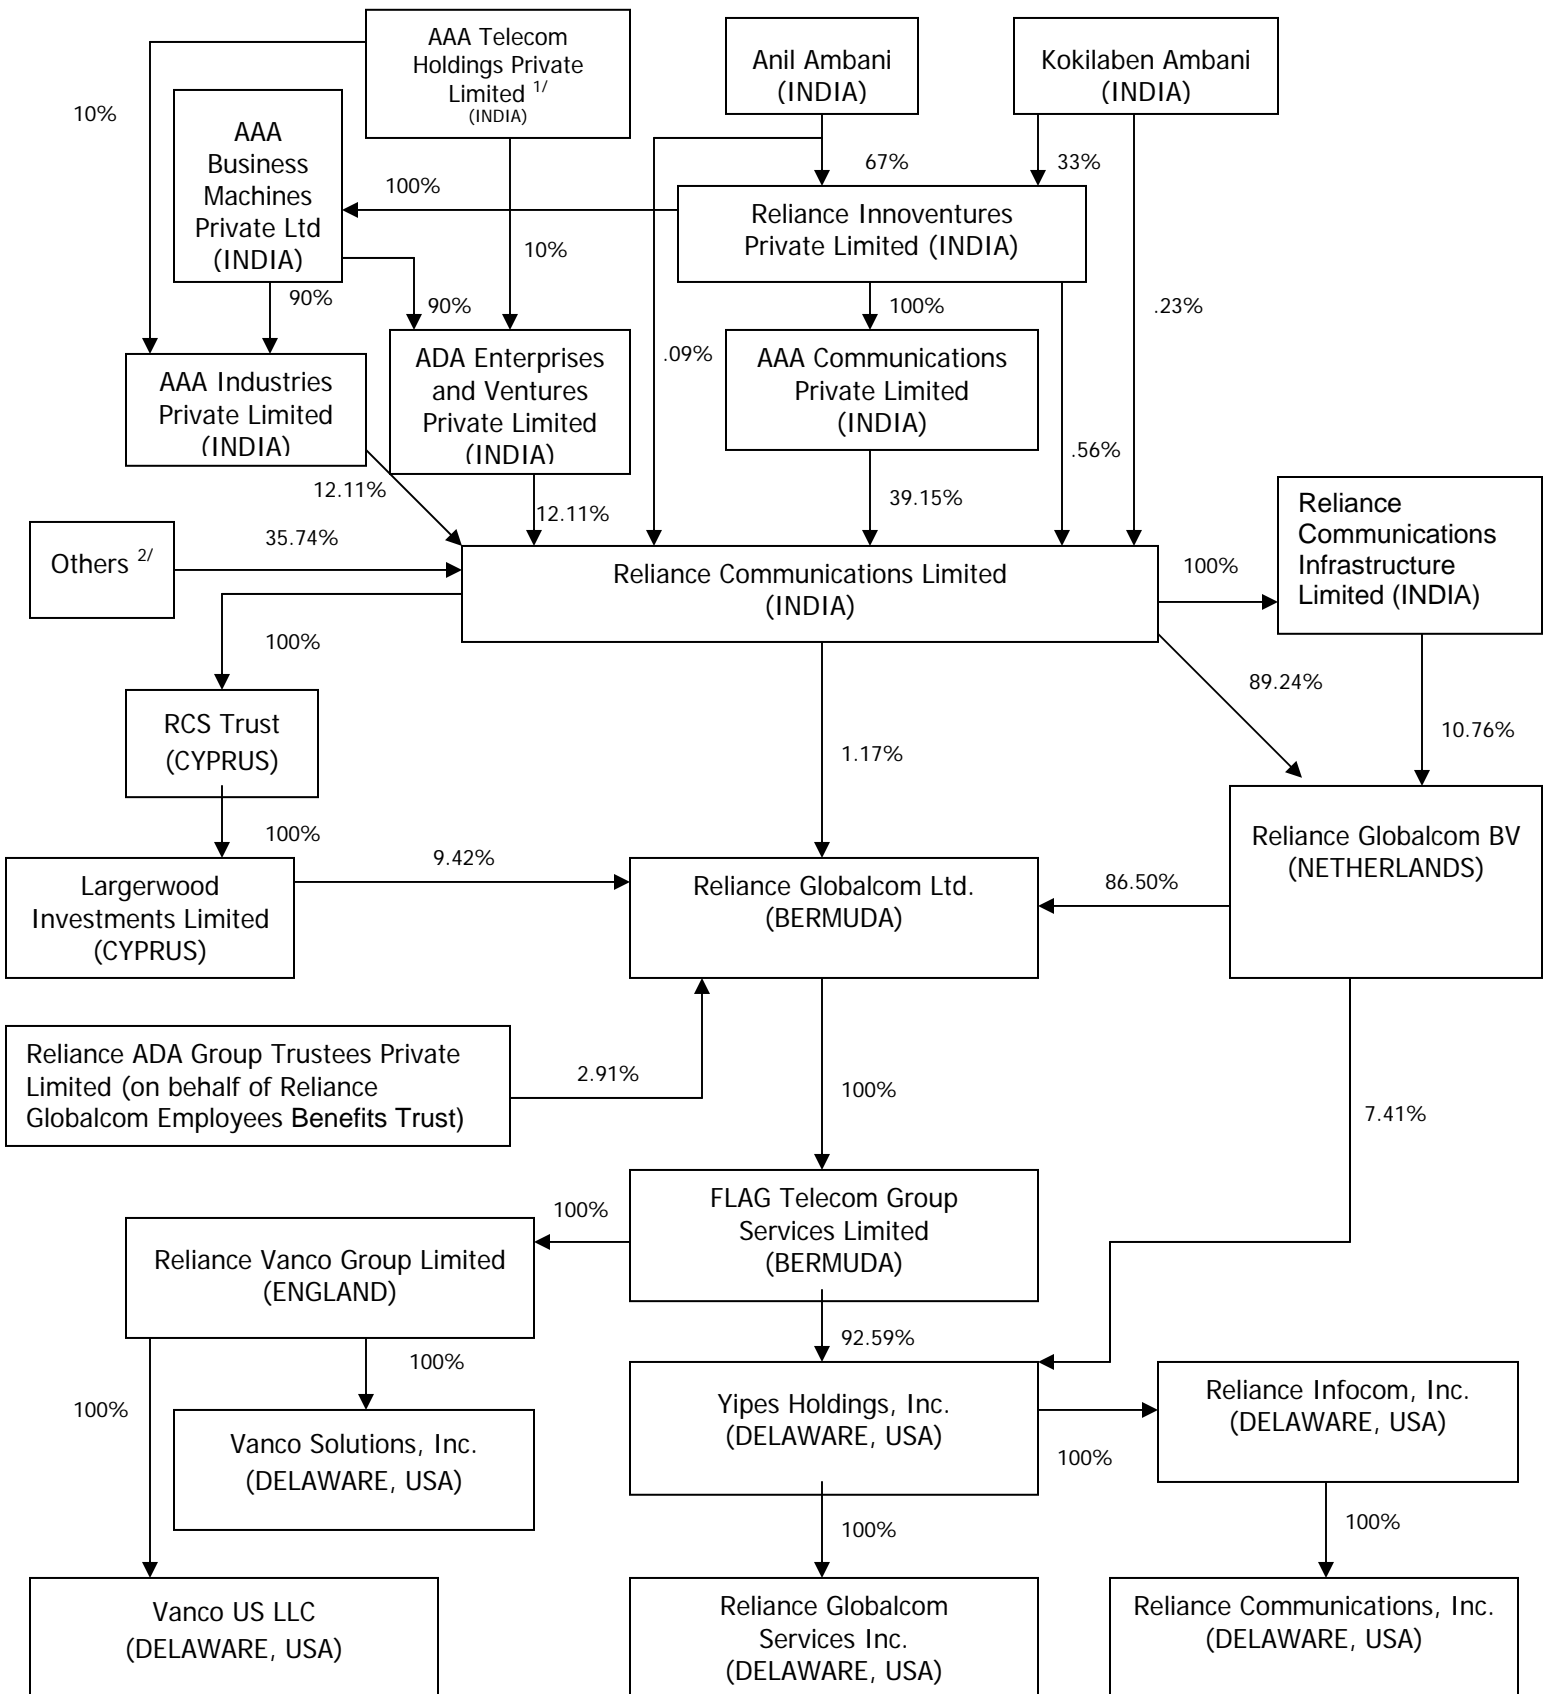 AAA Telecom
Holdings Private
Limited 1/
(INDIA)
Anil Ambani
(INDIA)
Kokilaben Ambani
(INDIA)
10%
AAA
Business
Machines
Private Ltd
(INDIA)
100%
67%
33%
Reliance Innoventures
Private Limited (INDIA)
10%
90%
90%
100%
.23%
.09%
AAA Industries
Private Limited
(INDIA)
ADA Enterprises
and Ventures
Private Limited
(INDIA)
AAA Communications
Private Limited
(INDIA)
.56%
12.11%
12.11%
39.15%
Reliance
Communications
Infrastructure
Limited (INDIA)
Others 2/
35.74%
Reliance Communications Limited
(INDIA)
100%
100%
89.24%
10.76%
RCS Trust
(CYPRUS)
1.17%
100%
Largerwood
Investments Limited
(CYPRUS)
9.42%
Reliance Globalcom Ltd.
(BERMUDA)
86.50%
Reliance Globalcom BV
(NETHERLANDS)
Reliance ADA Group Trustees Private
Limited (on behalf of Reliance
Globalcom Employees Benefits Trust)
2.91%
100%
7.41%
FLAG Telecom Group
Services Limited
(BERMUDA)
100%
Reliance Vanco Group Limited
(ENGLAND)
92.59%
100%
100%
Vanco Solutions, Inc.
(DELAWARE, USA)
Yipes Holdings, Inc.
(DELAWARE, USA)
100%
Reliance Infocom, Inc.
(DELAWARE, USA)
100%
100%
Vanco US LLC
(DELAWARE, USA)
Reliance Globalcom
Services Inc.
(DELAWARE, USA)
Reliance Communications, Inc.
(DELAWARE, USA)